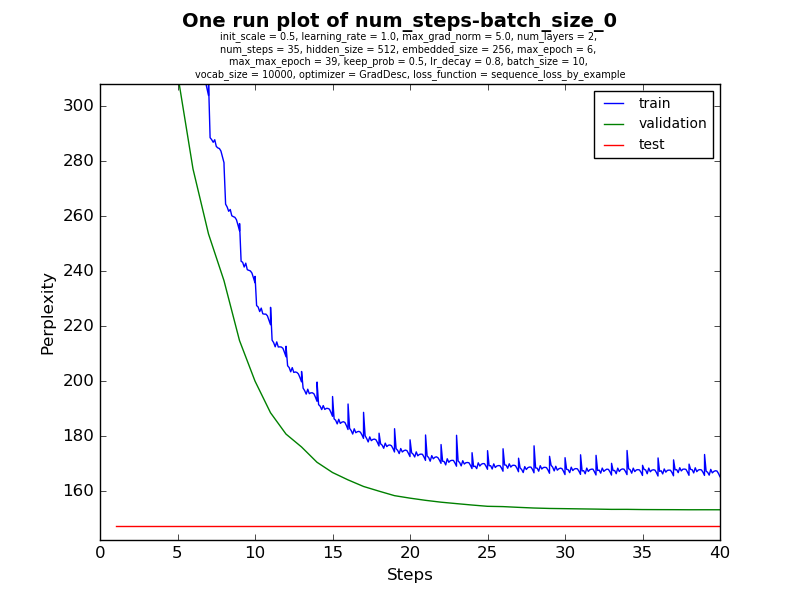 One run plot of num_steps-batch_size_0
init_scale = 0.5, learning_rate = 1.0, max_grad_norm = 5.0, num_layers = 2,
num_steps = 35, hidden_size = 512, embedded_size = 256, max_epoch = 6,
max_max_epoch = 39, keep_prob = 0.5, lr_decay = 0.8, batch_size = 10,
vocab_size = 10000, optimizer = GradDesc, loss_function = sequence_loss_by_example
train
validation
test
Perplexity
300
280
260
240
220
200
180
160
0 5 10 15 20 25 30 35 40
Steps